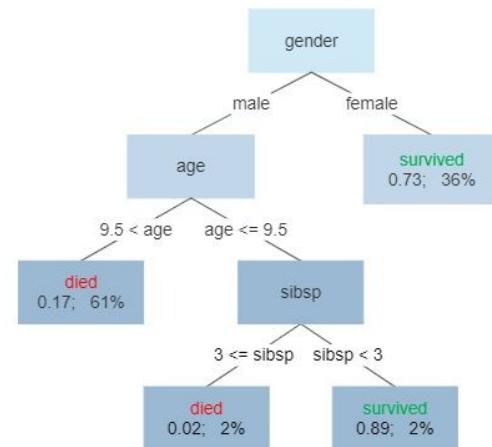 gender
male female
age
survived
0.73; 36%
9.5 < age age <= 9.5
died
0.17; 61%
sibsp
3 <= sibsp sibsp < 3
died
0.02; 2%
survived
0.89; 2%